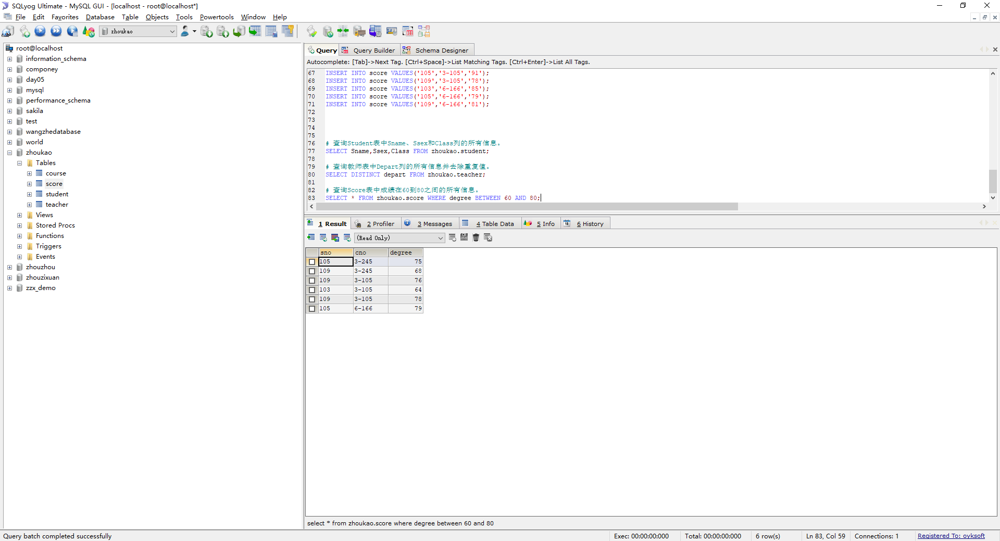 SQLyog Ultimate - MySQL GUI - [localhost - root@localhost*]
File Edit Favorites Database Table Objects Tools Powertools Window Help
zhoukao
root@localhost
information_schema
componey
day05
mysql
performance_schema
sakila
test
wangzhedatabase
world
zhoukao
Tables
course
score
student
teacher
Views
Stored Procs
Functions
Triggers
Events
zhouzhou
zhouzixuan
zzx_demo
Query Query Builder Schema Designer
Autocomplete: [Tab]->Next Tag. [Ctrl+Space]->List Matching Tags. [Ctrl+Enter]->List All Tags.
67 INSERT INTO score VALUES('105','3-105','91');
68 INSERT INTO score VALUES('109','3-105','78');
69 INSERT INTO score VALUES('103','6-166','85');
70 INSERT INTO score VALUES('105','6-166','79');
71 INSERT INTO score VALUES('109','6-166','81');
72
73
74
75
76 # 查询Student表中Sname、Ssex和Class列的所有信息。
77 SELECT Sname,Ssex,Class FROM zhoukao.student;
78
79 # 查询教师表中Depart列的所有信息并去除重复值。
80 SELECT DISTINCT depart FROM zhoukao.teacher;
81
82 # 查询Score表中成绩在60到80之间的所有信息。
83 SELECT * FROM zhoukao.score WHERE degree BETWEEN 60 AND 80;
1 Result 2 Profiler 3 Messages 4 Table Data 5 Info 18 6 History
(Read Only)
sno cno degree
105 3-245 75
109 3-245 68
109 3-105 76
103 3-105 64
109 3-105 78
105 6-166 79
select * from zhoukao.score where degree between 60 and 80
Query batch completed successfully Exec: 00:00:00:000 Total: 00:00:00:000 6 row(s) Ln 83, Col 59 Connections: 1 Registered To: ovksoft